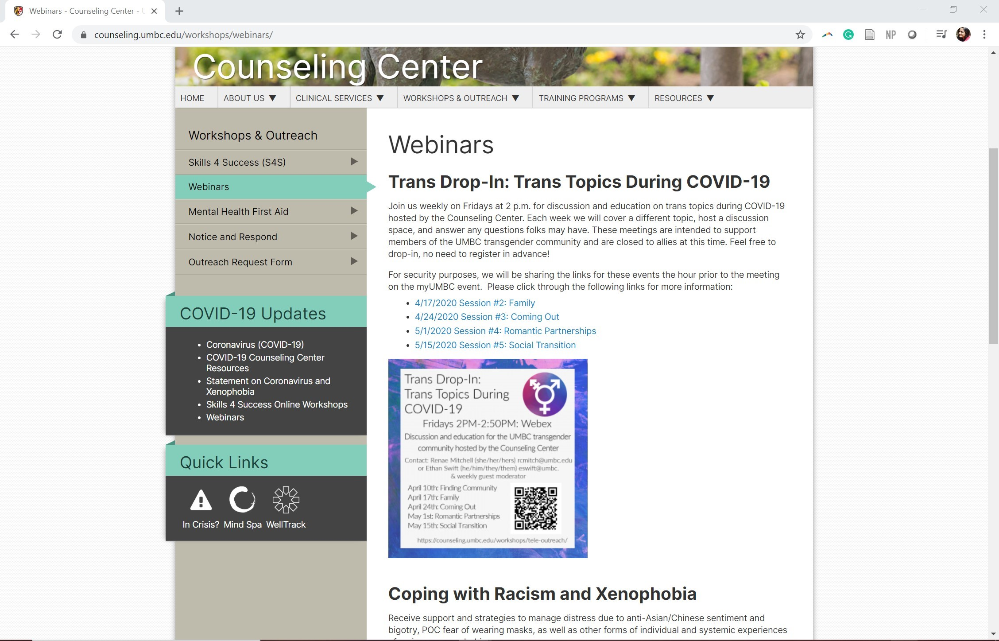 Webinars - Counseling Center -
counseling.umbc.edu/workshops/webinars/
NP
Counseling Center
HOME ABOUT US ▼ CLINICAL SERVICES ▼ WORKSHOPS & OUTREACH ▼ TRAINING PROGRAMS ▼ RESOURCES ▼
Workshops & Outreach
Skills 4 Success (S4S)
Webinars
Mental Health First Aid
Notice and Respond
Outreach Request Form
COVID-19 Updates
• Coronavirus (COVID-19)
• COVID-19 Counseling Center
Resources
• Statement on Coronavirus and
Xenophobia
• Skills 4 Success Online Workshops
• Webinars
Quick Links
In Crisis? Mind Spa WellTrack
Webinars
Trans Drop-In: Trans Topics During COVID-19
Join us weekly on Fridays at 2 p.m. for discussion and education on trans topics during COVID-19
hosted by the Counseling Center. Each week we will cover a different topic, host a discussion
space, and answer any questions folks may have. These meetings are intended to support
members of the UMBC transgender community and are closed to allies at this time. Feel free to
drop-in, no need to register in advance!
For security purposes, we will be sharing the links for these events the hour prior to the meeting
on the myUMBC event. Please click through the following links for more information:
• 4/17/2020 Session #2: Family
• 4/24/2020 Session #3: Coming Out
• 5/1/2020 Session #4: Romantic Partnerships
• 5/15/2020 Session #5: Social Transition
Trans Drop-In:
Trans Topics During
COVID-19
Fridays 2PM-2:50PM: Webex
Discussion and education for the UMBC transgender
community hosted by the Counseling Center
Contact: Renae Mitchell (she/her/hers) rcmitch@umbc.edu
or Ethan Swift (he/him/they/them) eswift@umbc.
& weekly guest moderator
April 10th: Finding Community
April 17th: Family
April 24th: Coming Out
May 1st: Romantic Partnerships
May 15th: Social Transition
https://counseling.umbc.edu/workshops/tele-outreach/
Coping with Racism and Xenophobia
Receive support and strategies to manage distress due to anti-Asian/Chinese sentiment and
bigotry, POC fear of wearing masks, as well as other forms of individual and systemic experiences